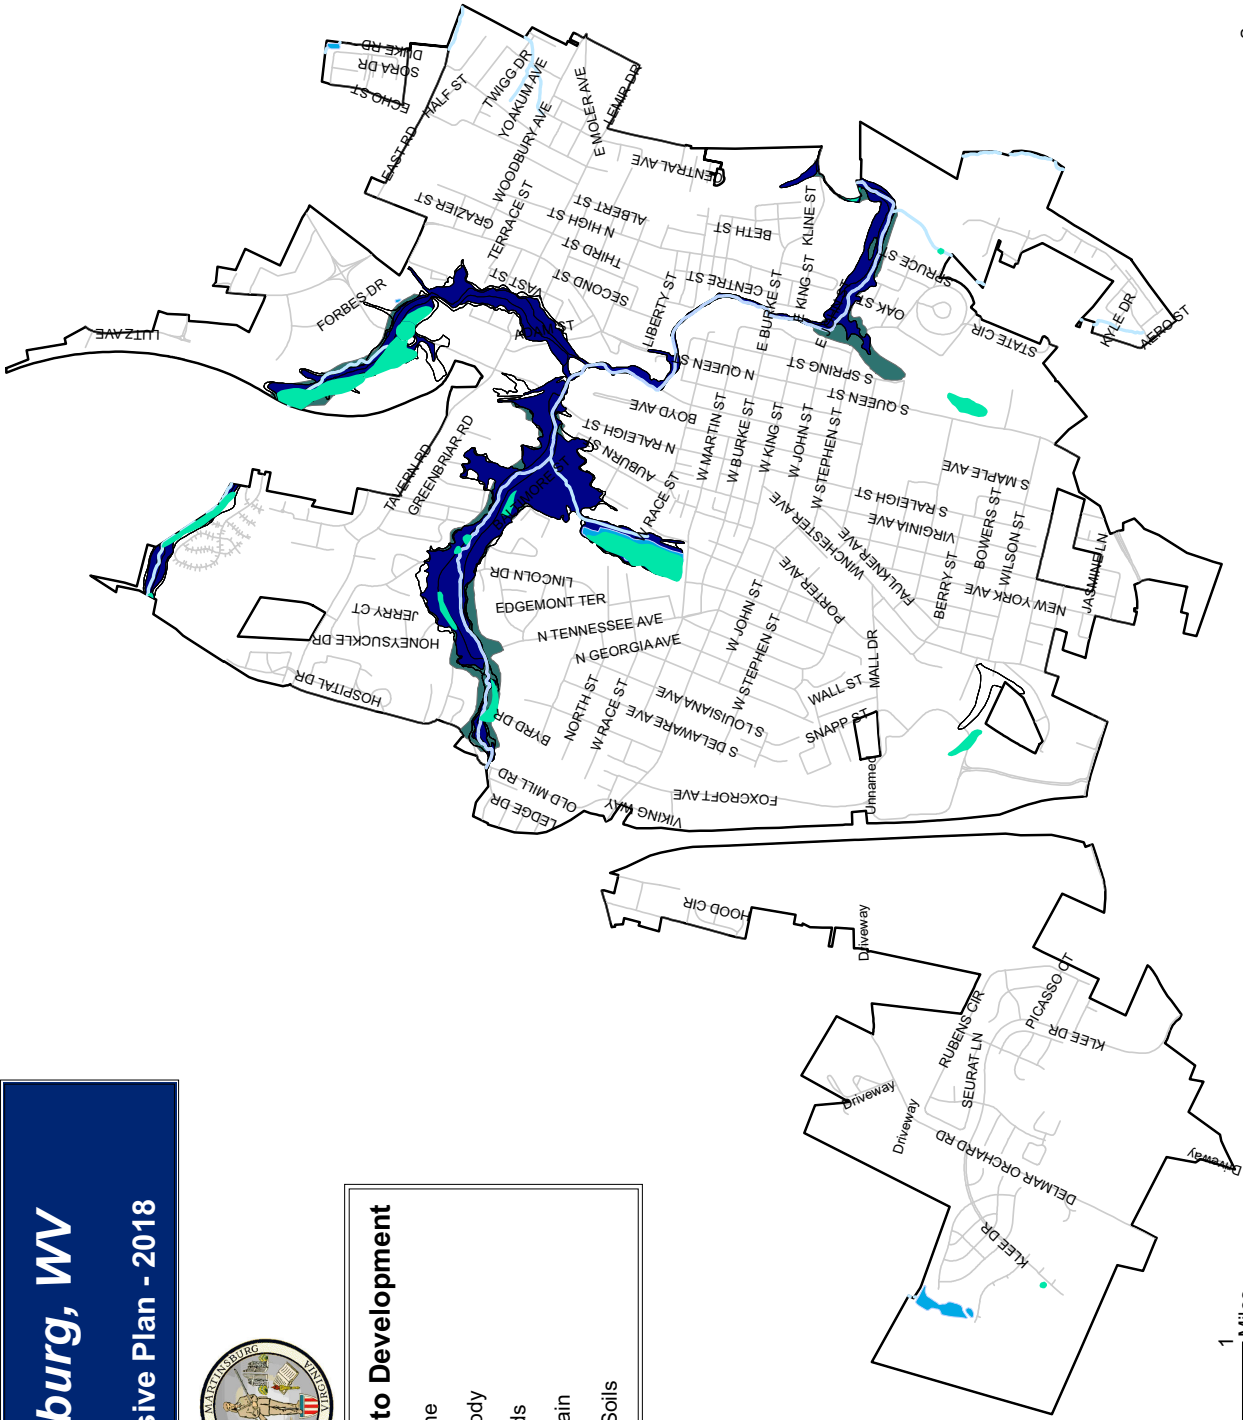 burg, WV
sive Plan - 2018
MARTINSBURG
VIRGINIA
to Development
ne
ody
ds
ain
Soils
1
Miles
DUKE RD
SORA DR
ECHO ST
HALF ST
EAST RD
TWIGG DR
YOAKUM AVE
WOODBURY AVE
E MOLER AVE
LEMIR DR
CENTRAL AVE
TERRACE ST
GRAZIER ST
ALBERT ST
N HIGH ST
THIRD ST
SECOND ST
VAST ST
ADAM ST
FORBES DR
LUTZ AVE
BETH ST
KLINE ST
CENTRE ST
LIBERTY ST
E BURKE ST
E KING ST
SPRUCE ST
OAK ST
STATE CIR
KYLE DR
AERO ST
N QUEEN ST
S SPRING ST
S QUEEN ST
BOYD AVE
N RALEIGH ST
AUBURN ST
W RACE ST
W MARTIN ST
W BURKE ST
W KING ST
W JOHN ST
W STEPHEN ST
S MAPLE AVE
S RALEIGH ST
VIRGINIA AVE
BOWERS ST
WILSON ST
BERRY ST
NEW YORK AVE
JASMINE LN
WINCHESTER AVE
FAULKNER AVE
PORTER AVE
TAVERN RD
GREENBRIAR RD
LINCOLN DR
EDGEMONT TER
N TENNESSEE AVE
N GEORGIA AVE
JERRY CT
HONEYSUCKLE DR
HOSPITAL DR
W JOHN ST
W STEPHEN ST
MALL DR
WALL ST
SNAPP ST
S LOUISIANA AVE
S DELAWARE AVE
NORTH ST
W RACE ST
BYRD DR
OLD MILL RD
LEDGE DR
VIKING WAY
FOXCROFT AVE
Unnamed
HOOD CIR
Driveway
RUBENS CIR
SEURAT LN
PICASSO CT
KLEE DR
Driveway
Driveway
DELMAR ORCHARD RD
KLEE DR
Driveway